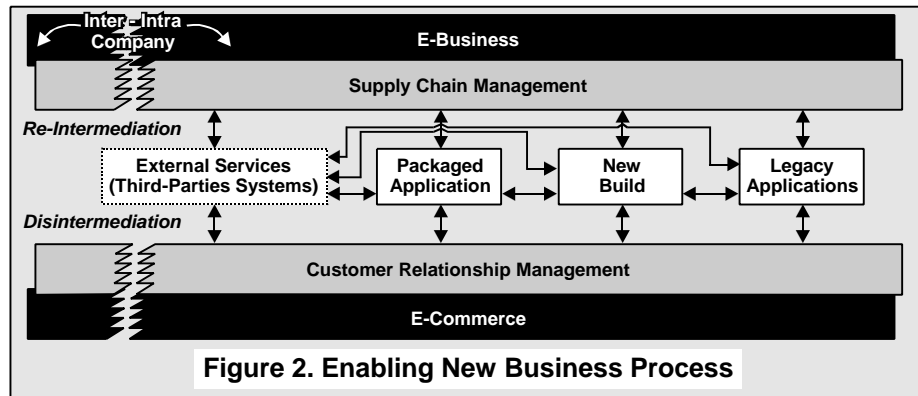 Inter - Intra
Company
E-Business
Supply Chain Management
Re-Intermediation
External Services
(Third-Parties Systems)
Packaged
Application
New
Build
Legacy
Applications
Disintermediation
Customer Relationship Management
E-Commerce
Figure 2. Enabling New Business Process